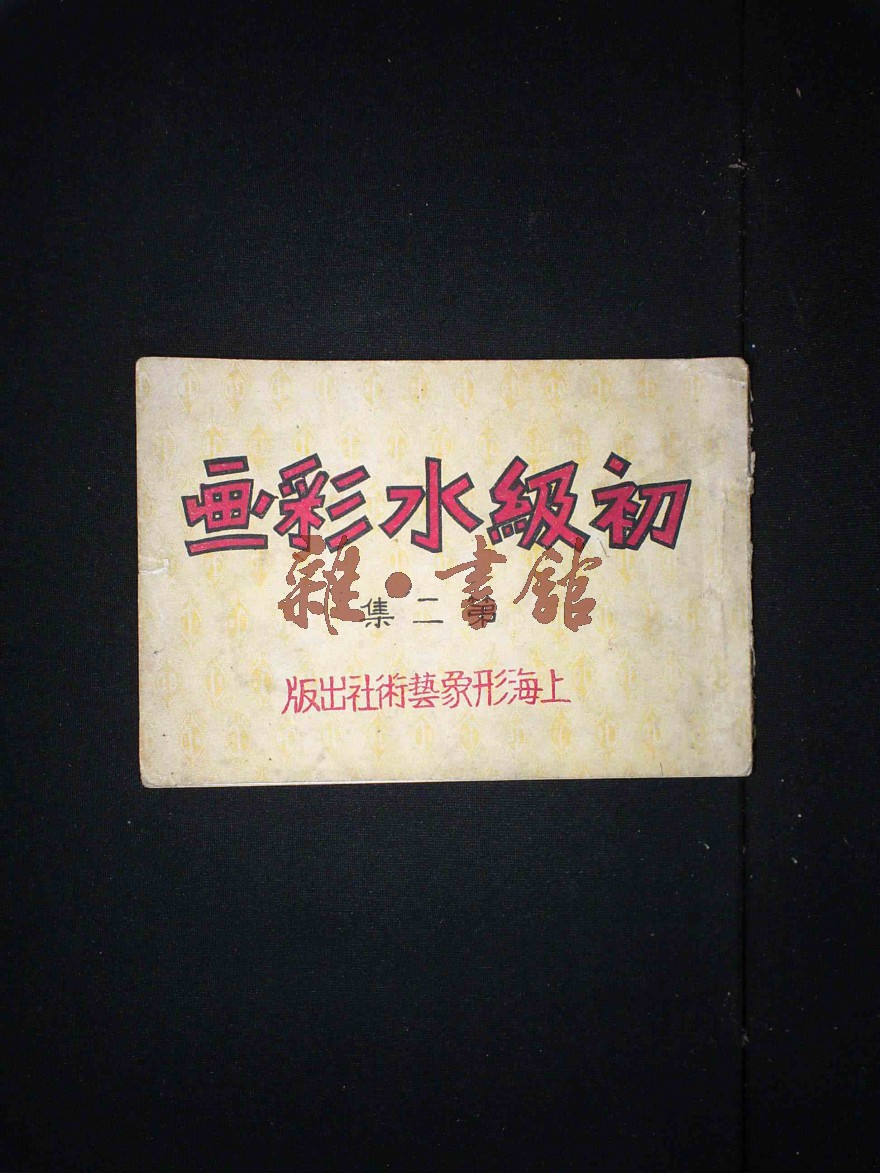 初級水彩画
第二集
上海形象藝術社出版
雜·書館